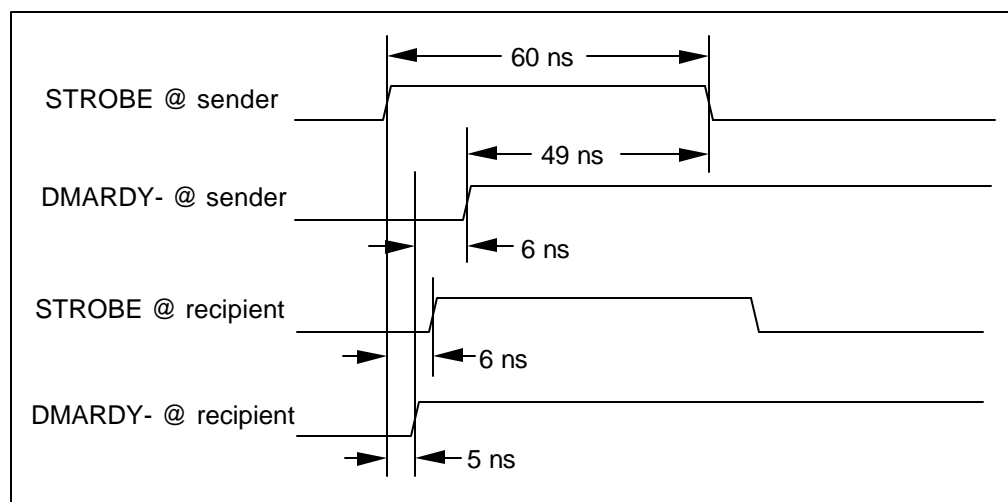 60 ns
STROBE @ sender
49 ns
DMARDY- @ sender
6 ns
STROBE @ recipient
6 ns
DMARDY- @ recipient
5 ns